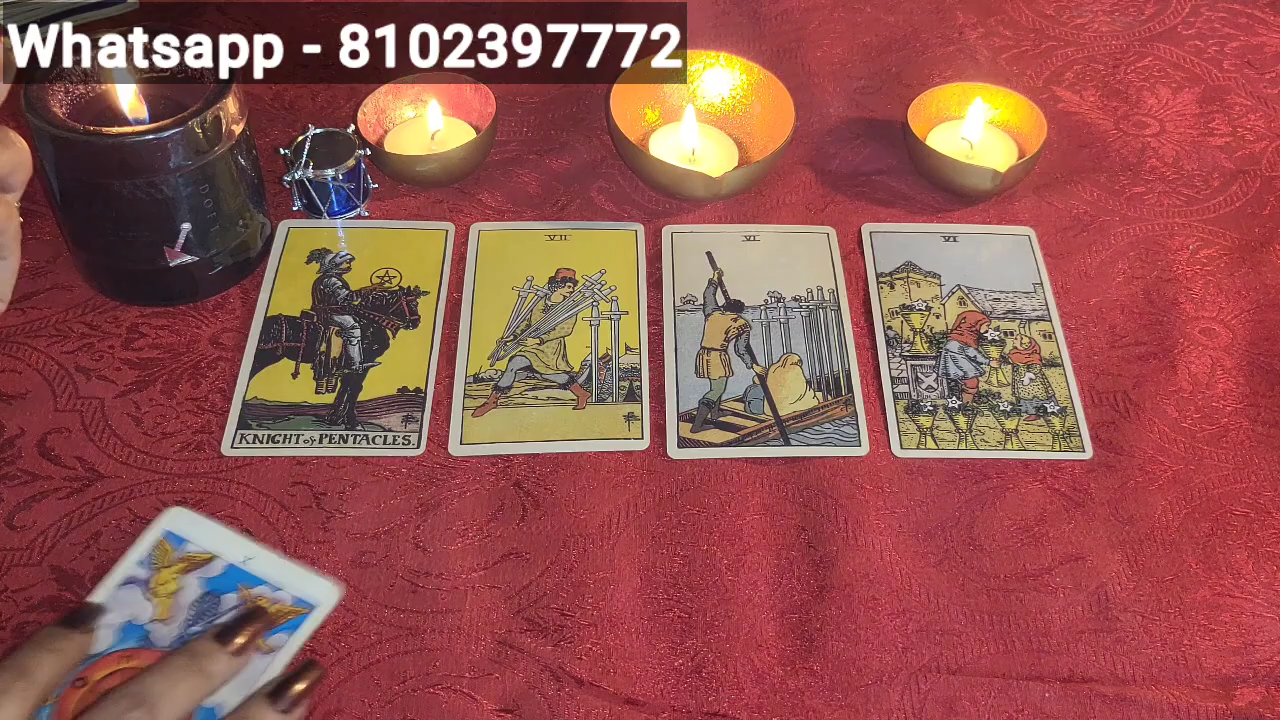 Whatsapp - 8102397772
VII
VI
VI
KNIGHT of PENTACLES.
X